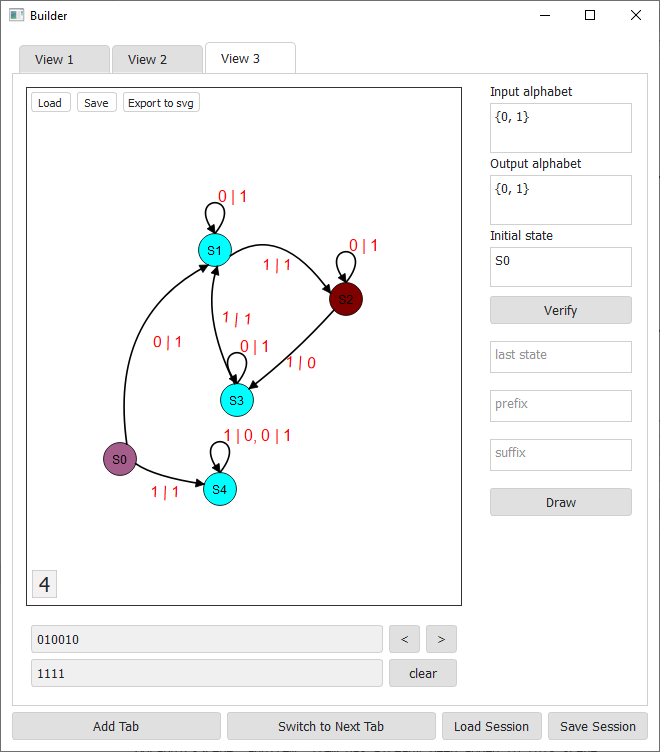 Builder
View 1
View 2
View 3
Load
Save
Export to svg
Input alphabet
{0, 1}
Output alphabet
{0, 1}
Initial state
S0
Verify
last state
prefix
suffix
Draw
0 | 1
S1
1 | 1
0 | 1
S2
1 | 1
0 | 1
0 | 1
1 | 0
S3
1 | 0, 0 | 1
S0
1 | 1
S4
4
010010
<
>
1111
clear
Add Tab
Switch to Next Tab
Load Session
Save Session